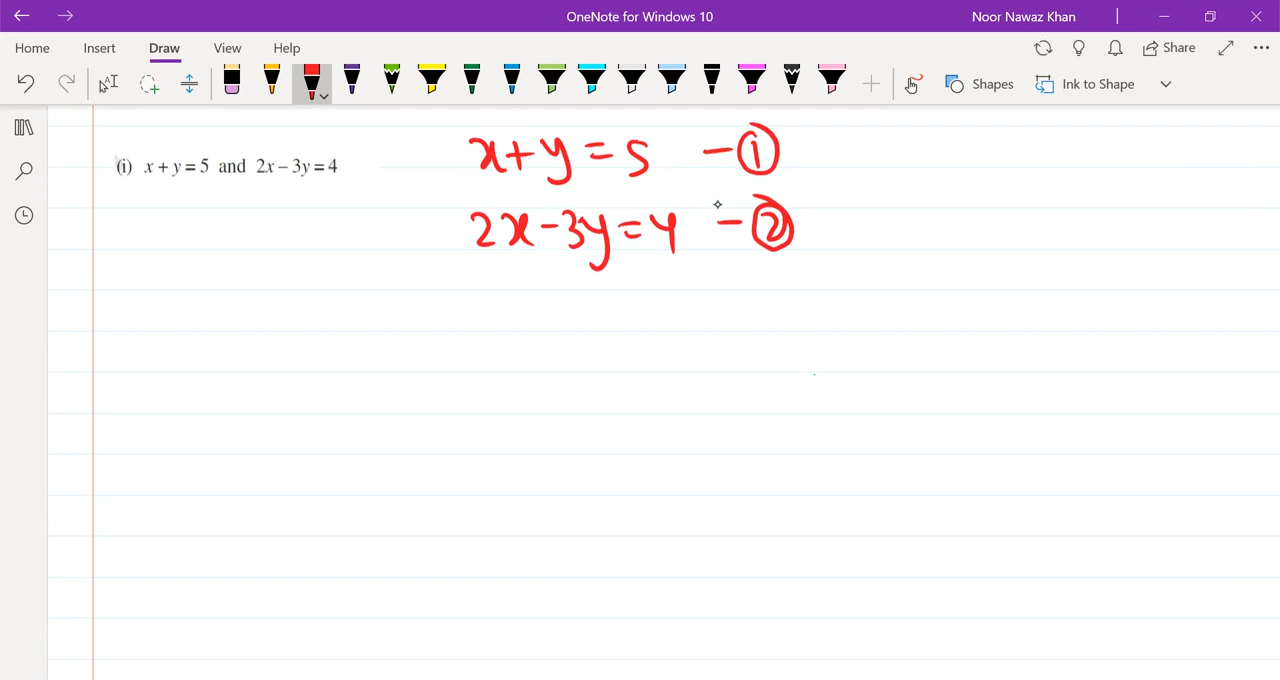 OneNote for Windows 10
Noor Nawaz Khan
Home Insert Draw View Help
Share
Shapes
Ink to Shape
(i) x + y = 5 and 2x – 3y = 4
x + y = 5 – ①
2x – 3y = 4 – ②